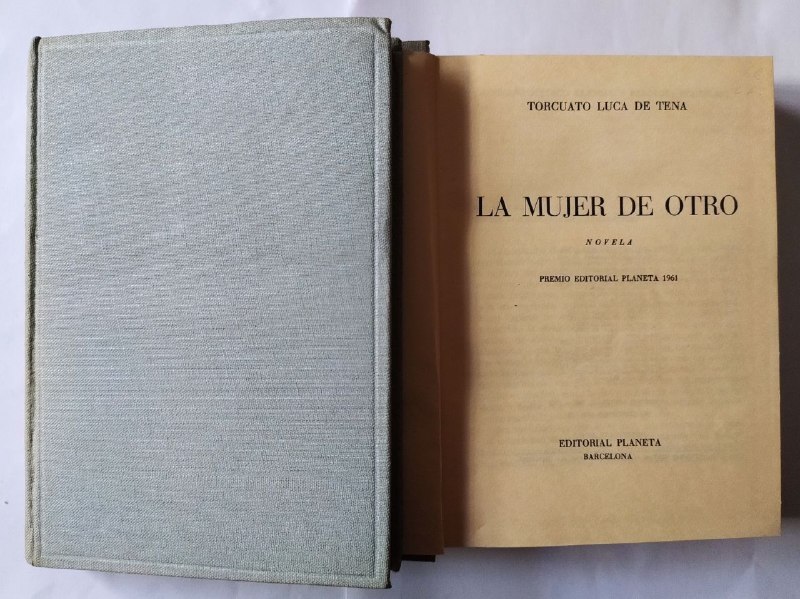 TORCUATO LUCA DE TENA
LA MUJER DE OTRO
NOVELA
PREMIO EDITORIAL PLANETA 1961
EDITORIAL PLANETA
BARCELONA